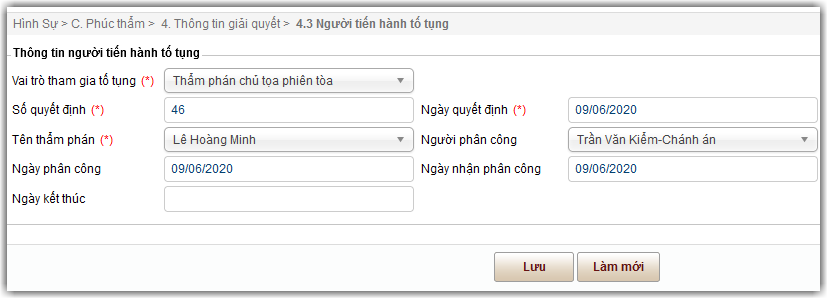 Hình Sự > C. Phúc thẩm > 4. Thông tin giải quyết > 4.3 Người tiến hành tố tụng
Thông tin người tiến hành tố tụng
Vai trò tham gia tố tụng (*) Thẩm phán chủ tọa phiên tòa
Số quyết định (*) 46 Ngày quyết định (*) 09/06/2020
Tên thẩm phán (*) Lê Hoàng Minh Người phân công Trần Văn Kiểm-Chánh án
Ngày phân công 09/06/2020 Ngày nhận phân công 09/06/2020
Ngày kết thúc
Lưu Làm mới